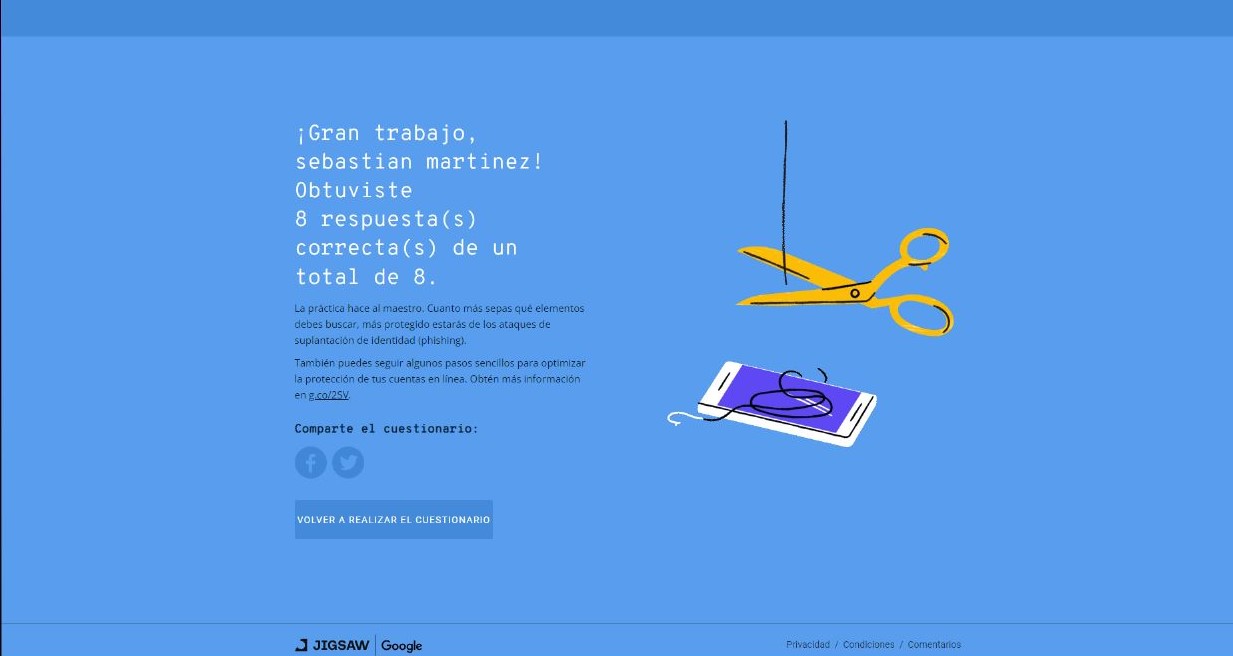 ¡Gran trabajo,
sebastian martinez!
Obtuviste
8 respuesta(s)
correcta(s) de un
total de 8.
La práctica hace al maestro. Cuanto más sepas qué elementos
debes buscar, más protegido estarás de los ataques de
suplantación de identidad (phishing).
También puedes seguir algunos pasos sencillos para optimizar
la protección de tus cuentas en línea. Obtén más información
en g.co/2SV.
Comparte el cuestionario:
VOLVER A REALIZAR EL CUESTIONARIO
JIGSAW | Google
Privacidad / Condiciones / Comentarios